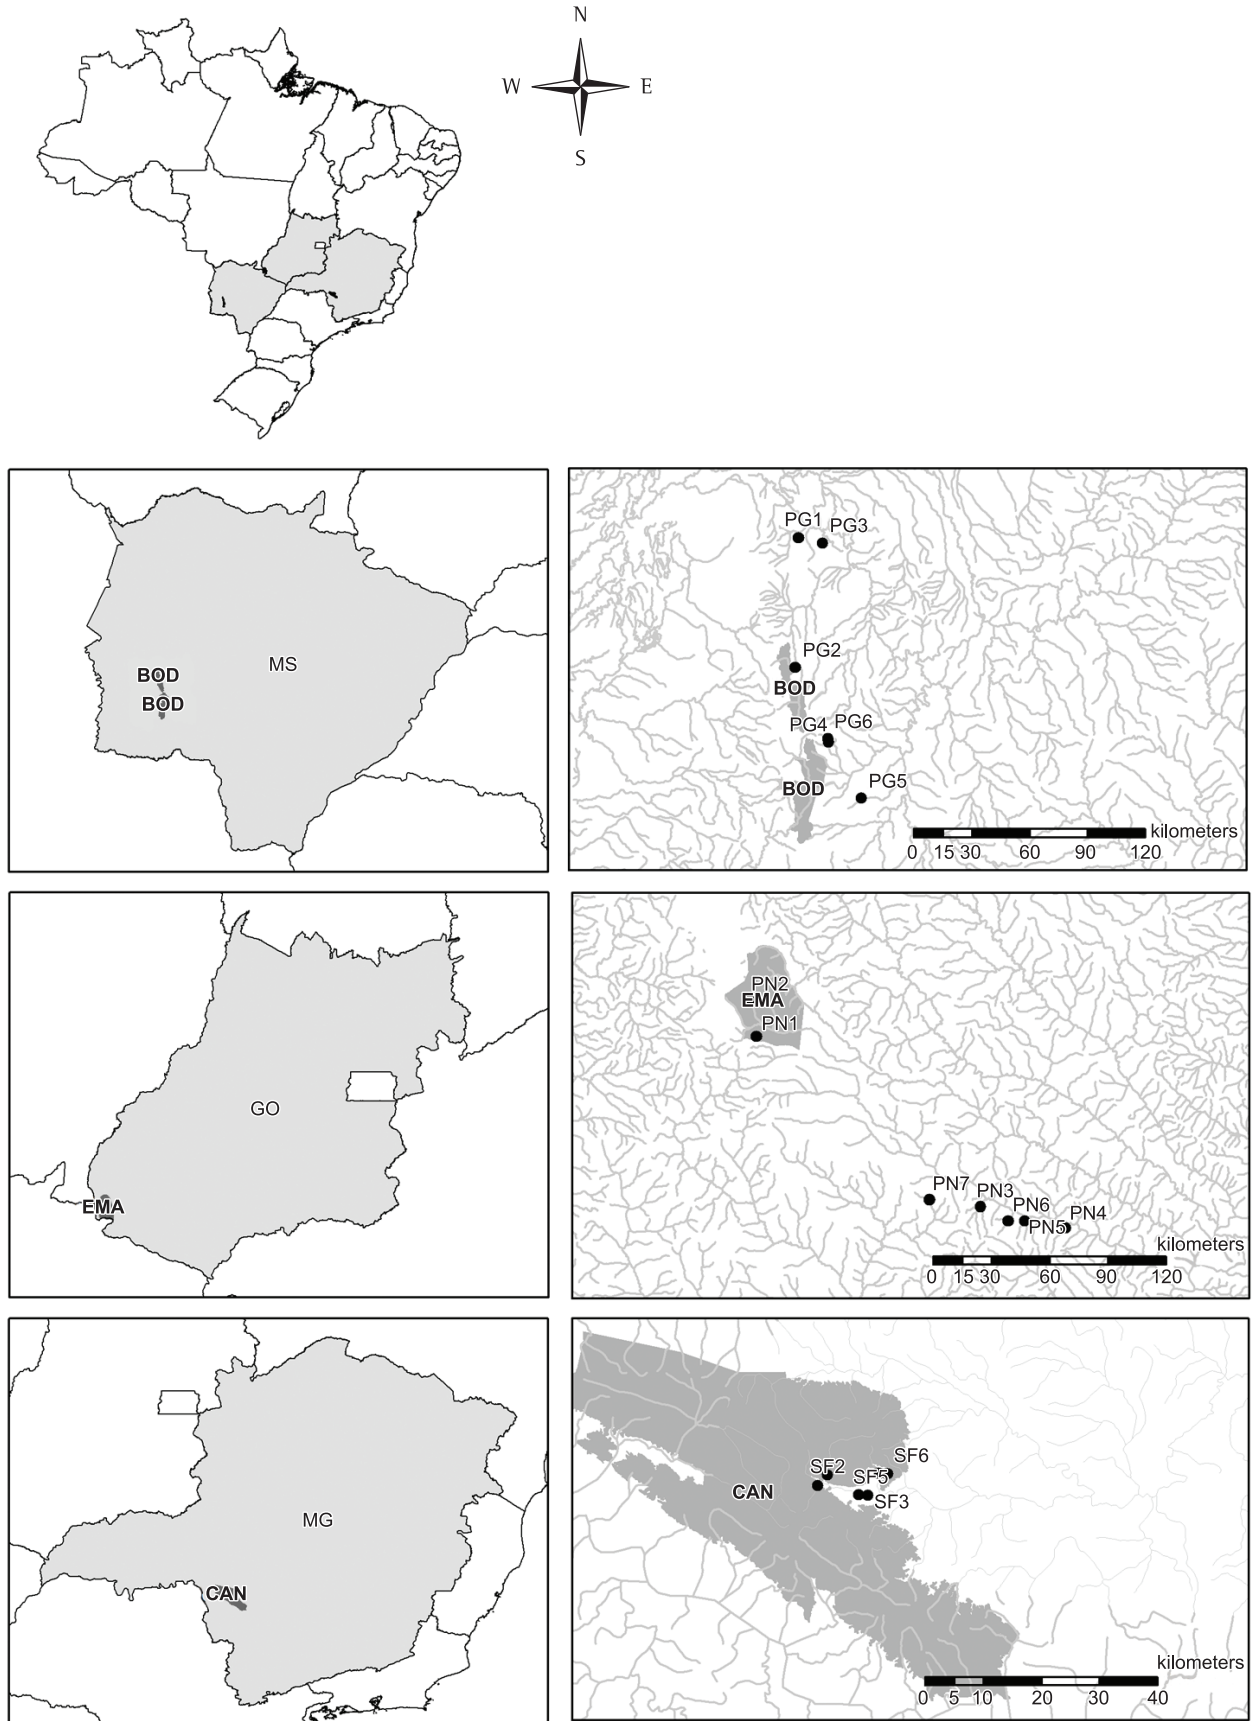 N
W E
S
MS
BOD
BOD
PG1 PG3
PG2
BOD
PG4 PG6
PG5
BOD
kilometers
0 15 30 60 90 120
GO
EMA
PN2
EMA
PN1
PN7
PN3
PN6
PN4
PN5
kilometers
0 15 30 60 90 120
MG
CAN
SF6
SF2
SF5
CAN
SF3
kilometers
0 5 10 20 30 40